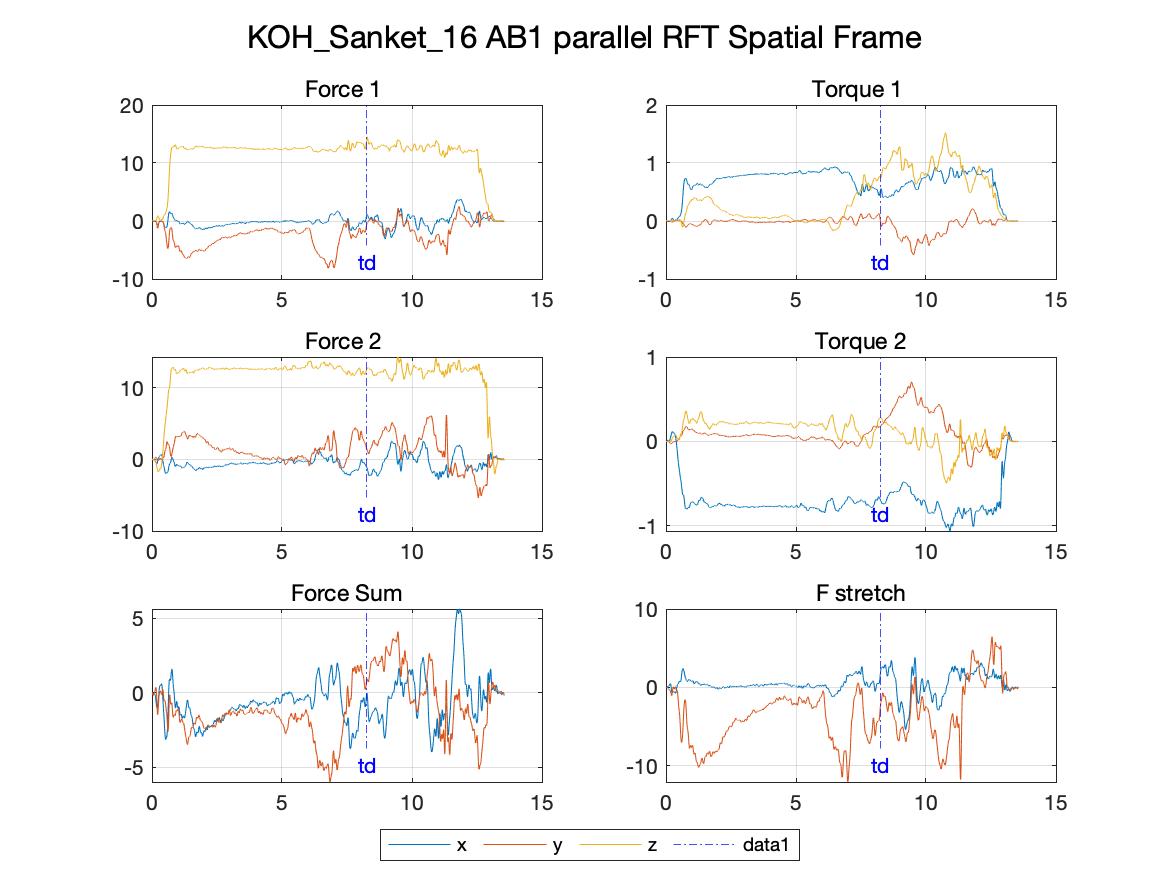 KOH_Sanket_16 AB1 parallel RFT Spatial Frame
Force 1
20
10
0
-10
0 5 10 15
td
Torque 1
2
1
0
-1
0 5 10 15
td
Force 2
10
0
-10
0 5 10 15
td
Torque 2
1
0
-1
0 5 10 15
td
Force Sum
5
0
-5
0 5 10 15
td
F stretch
10
0
-10
0 5 10 15
td
x y z data1